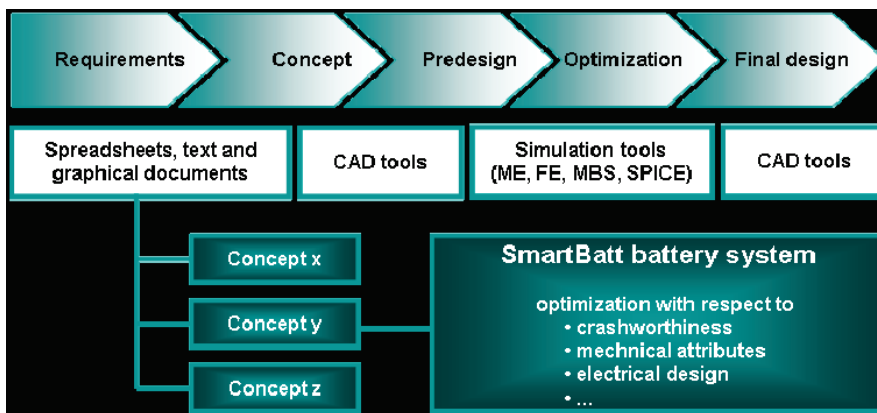 Requirements
Concept
Predesign
Optimization
Final design
Spreadsheets, text and
graphical documents
CAD tools
Simulation tools
(ME, FE, MBS, SPICE)
CAD tools
Concept x
Concept y
Concept z
SmartBatt battery system
optimization with respect to
• crashworthiness
• mechnical attributes
• electrical design
• ...